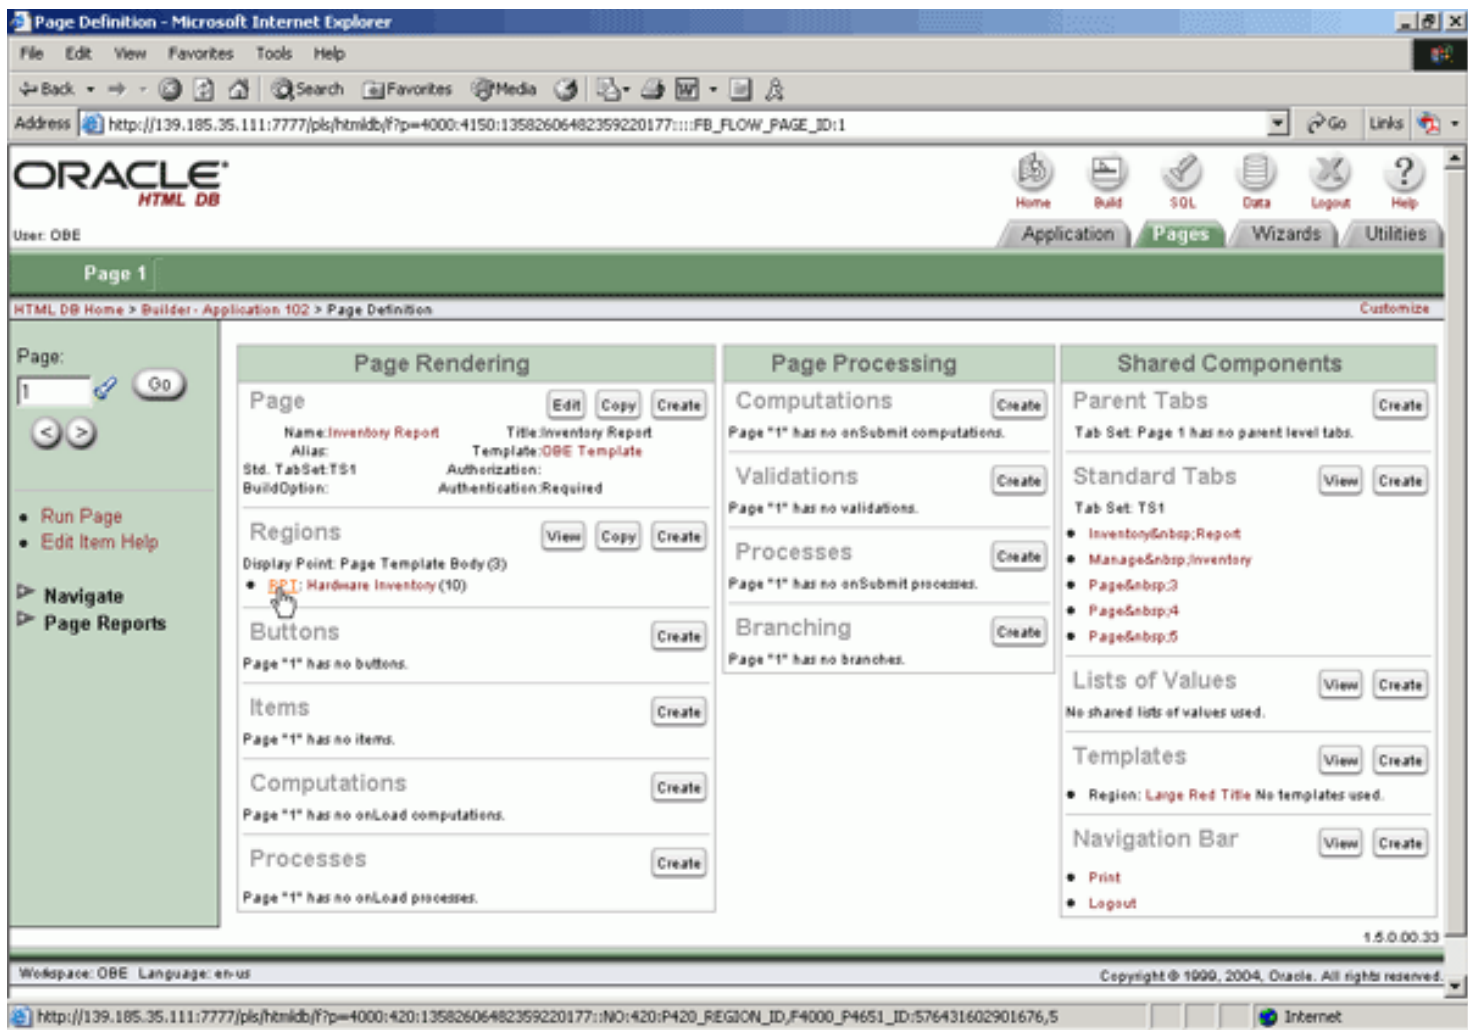 Page Definition - Microsoft Internet Explorer
File Edit View Favorites Tools Help
Back Search Favorites Media
Address http://139.185.35.111:7777/pls/htmldb/f?p=4000:4150:13582606482359220177::::FB_FLOW_PAGE_ID:1 Go Links
ORACLE
HTML DB
Home Build SQL Data Logout Help
User: OBE
Application Pages Wizards Utilities
Page 1
HTML DB Home > Builder - Application 102 > Page Definition Customize
Page:
1 Go
< >
Run Page
Edit Item Help
Navigate
Page Reports
Page Rendering
Page Edit Copy Create
Name:Inventory Report Title:Inventory Report
Alias: Template:OBE Template
Std. TabSet:TS1 Authorization:
BuildOption: Authentication:Required
Regions View Copy Create
Display Point: Page Template Body (3)
RPT: Hardware Inventory (10)
Buttons Create
Page "1" has no buttons.
Items Create
Page "1" has no items.
Computations Create
Page "1" has no onLoad computations.
Processes Create
Page "1" has no onLoad processes.
Page Processing
Computations Create
Page "1" has no onSubmit computations.
Validations Create
Page "1" has no validations.
Processes Create
Page "1" has no onSubmit processes.
Branching Create
Page "1" has no branches.
Shared Components
Parent Tabs Create
Tab Set: Page 1 has no parent level tabs.
Standard Tabs View Create
Tab Set: TS1
Inventory&nbsp;Report
Manage&nbsp;Inventory
Page&nbsp;3
Page&nbsp;4
Page&nbsp;5
Lists of Values View Create
No shared lists of values used.
Templates View Create
Region: Large Red Title No templates used.
Navigation Bar View Create
Print
Logout
1.5.0.00.33
Workspace: OBE Language: en-us Copyright © 1999, 2004, Oracle. All rights reserved.
http://139.185.35.111:7777/pls/htmldb/f?p=4000:420:13582606482359220177::NO:420:P420_REGION_ID,F4000_P4651_ID:576431602901676,5 Internet